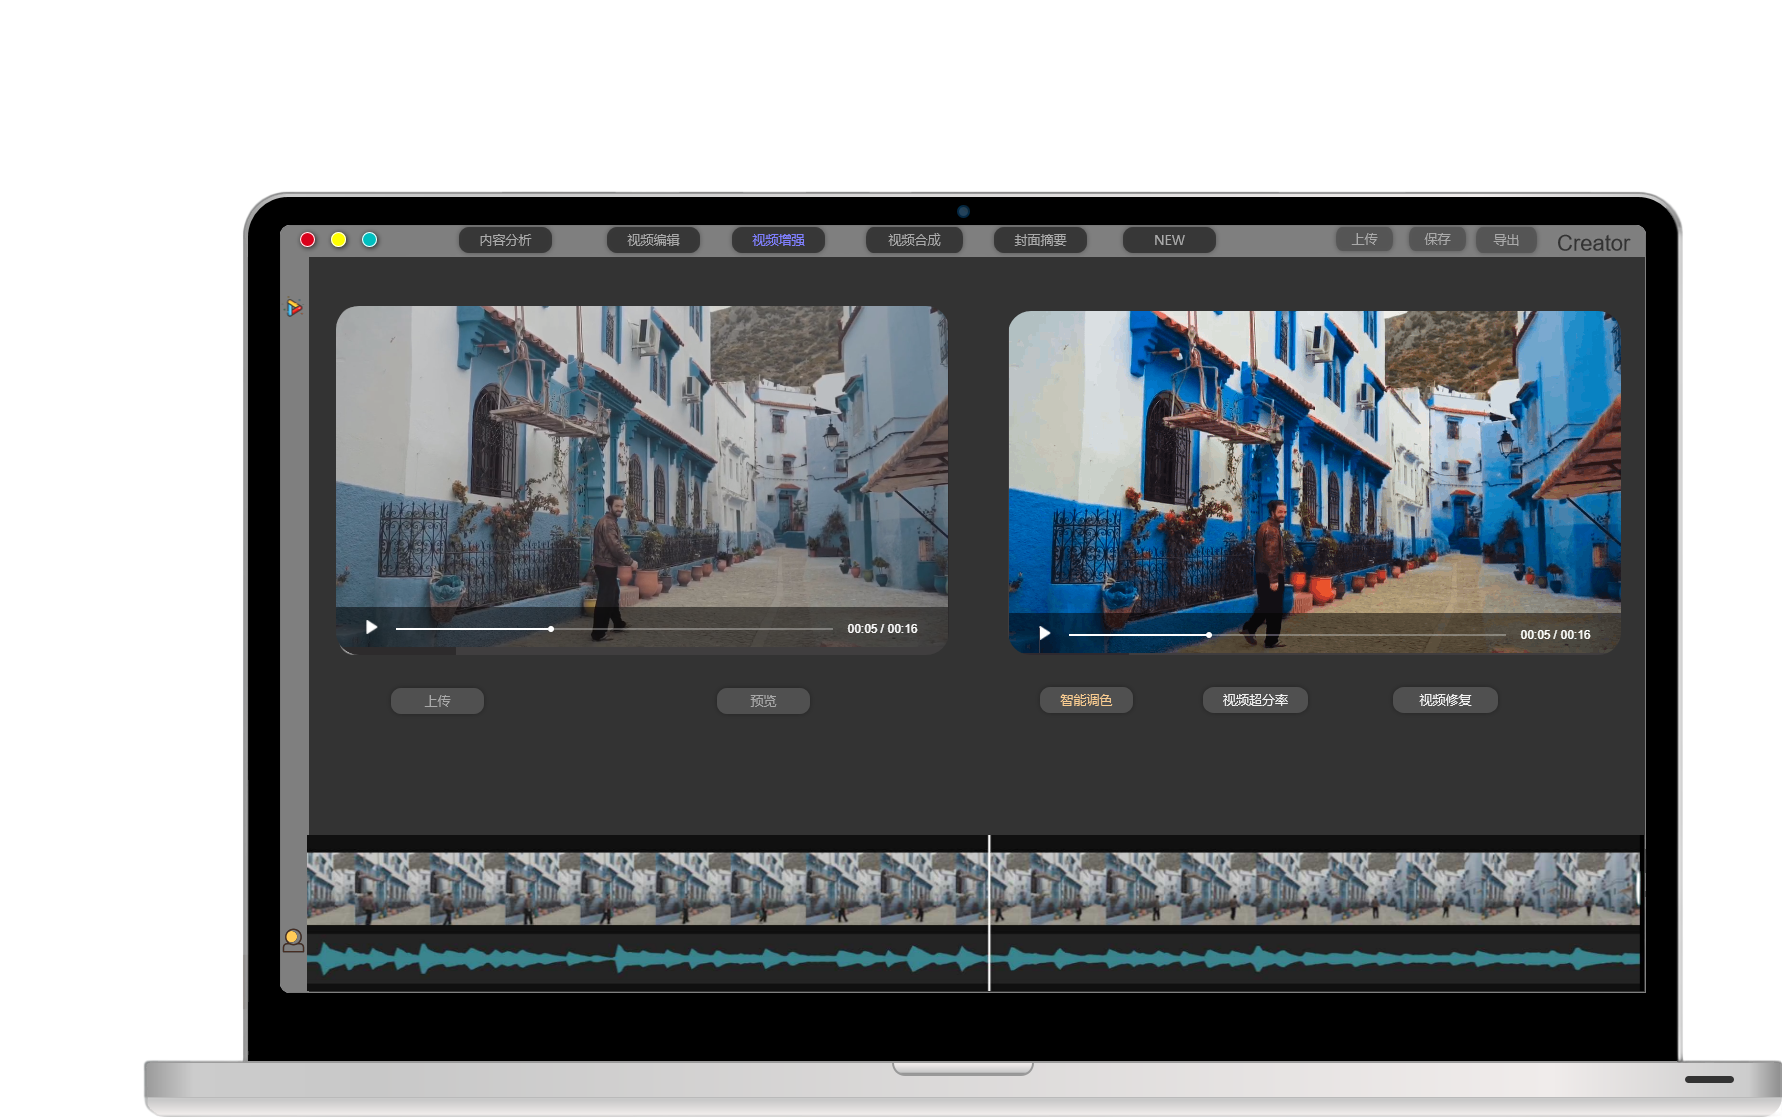 内容分析 视频编辑 视频增强 视频合成 封面摘要 NEW 上传 保存 导出 Creator
00:05 / 00:16 00:05 / 00:16
上传 预览 智能调色 视频超分率 视频修复